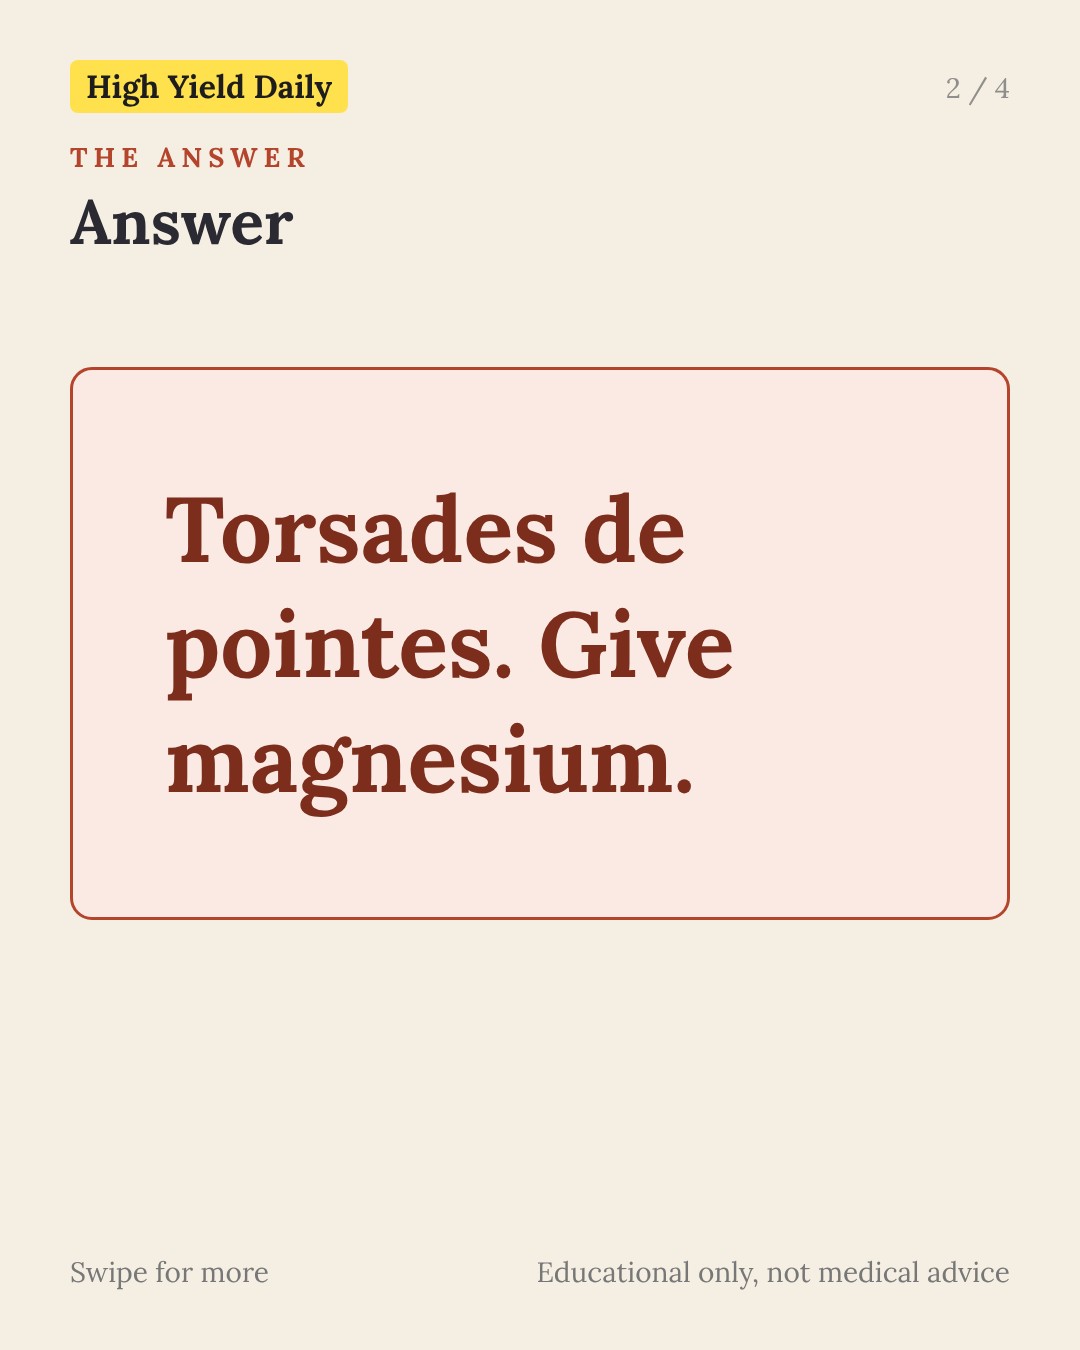 High Yield Daily
2 / 4
THE ANSWER
Answer
Torsades de
pointes. Give
magnesium.
Swipe for more
Educational only, not medical advice